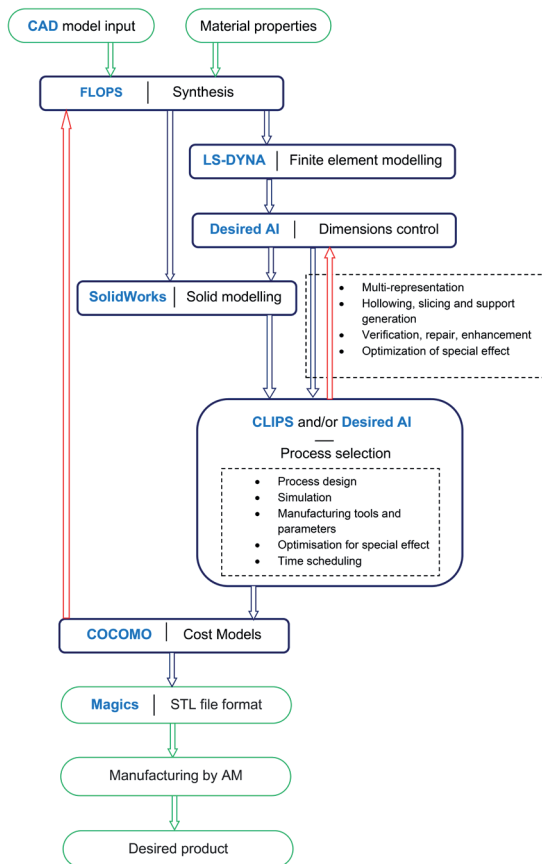 CAD model input
Material properties
FLOPS | Synthesis
LS-DYNA | Finite element modelling
Desired AI | Dimensions control
SolidWorks | Solid modelling
• Multi-representation
• Hollowing, slicing and support
generation
• Verification, repair, enhancement
• Optimization of special effect
CLIPS and/or Desired AI
Process selection
• Process design
• Simulation
• Manufacturing tools and
parameters
• Optimisation for special effect
• Time scheduling
COCOMO | Cost Models
Magics | STL file format
Manufacturing by AM
Desired product